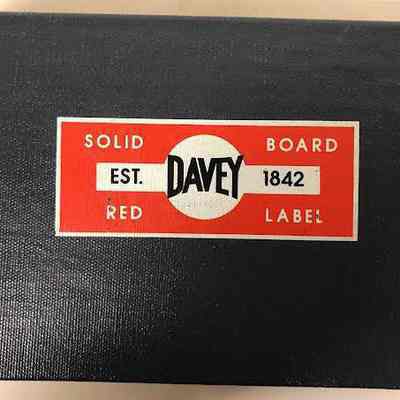 SOLID BOARD
EST. DAVEY 1842
RED LABEL